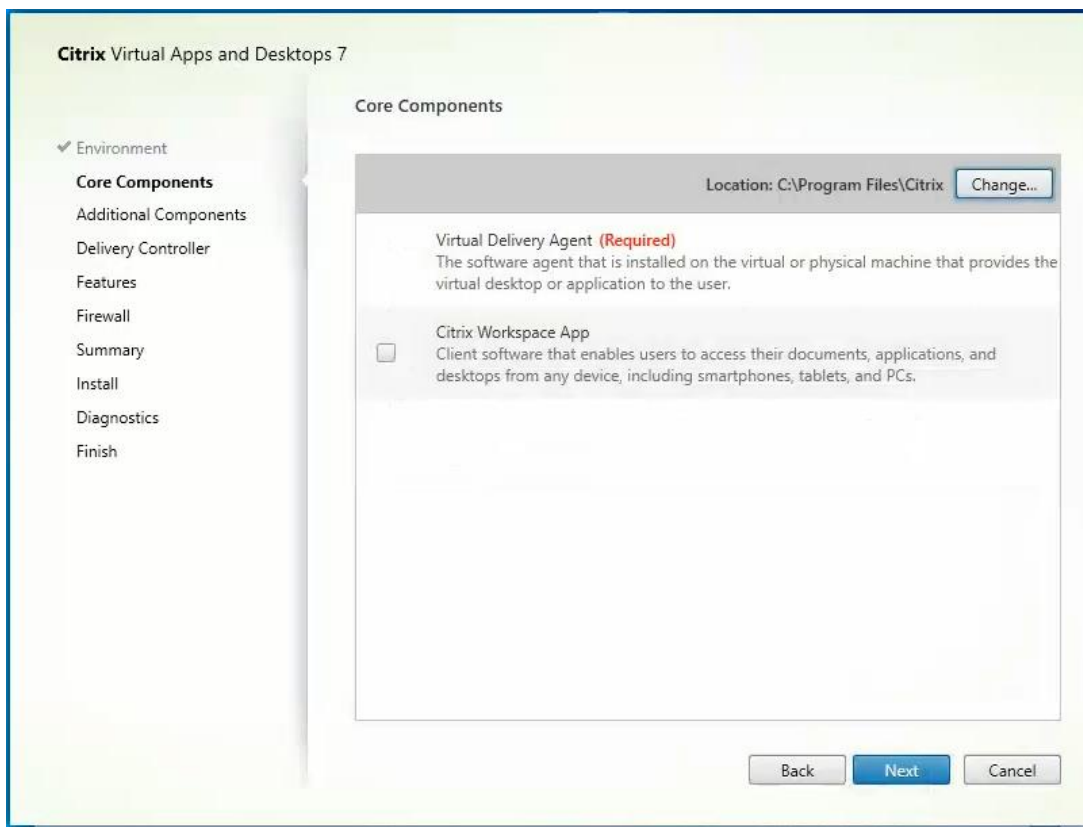 Citrix Virtual Apps and Desktops 7
Core Components
Environment
Core Components
Additional Components
Delivery Controller
Features
Firewall
Summary
Install
Diagnostics
Finish
Location: C:\Program Files\Citrix
Change...
Virtual Delivery Agent (Required)
The software agent that is installed on the virtual or physical machine that provides the
virtual desktop or application to the user.
Citrix Workspace App
Client software that enables users to access their documents, applications, and
desktops from any device, including smartphones, tablets, and PCs.
Back
Next
Cancel